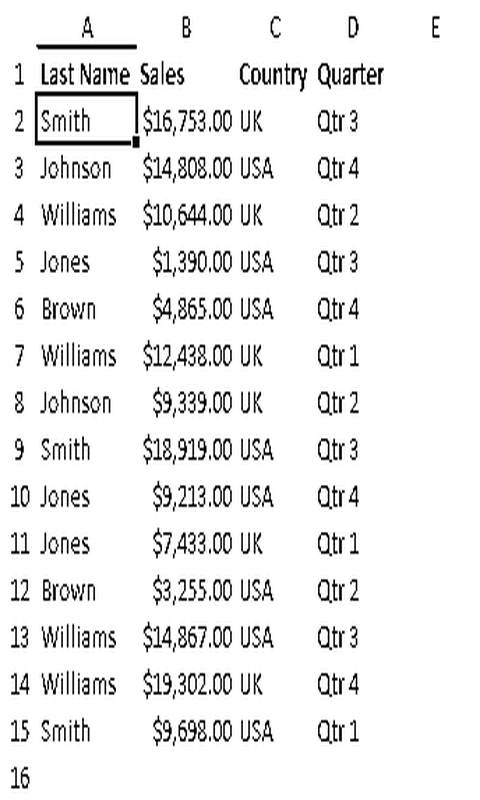 A B C D E
1 Last Name Sales Country Quarter
2 Smith $16,753.00 UK Qtr 3
3 Johnson $14,808.00 USA Qtr 4
4 Williams $10,644.00 UK Qtr 2
5 Jones $1,390.00 USA Qtr 3
6 Brown $4,865.00 USA Qtr 4
7 Williams $12,438.00 UK Qtr 1
8 Johnson $9,339.00 UK Qtr 2
9 Smith $18,919.00 USA Qtr 3
10 Jones $9,213.00 USA Qtr 4
11 Jones $7,433.00 UK Qtr 1
12 Brown $3,255.00 USA Qtr 2
13 Williams $14,867.00 USA Qtr 3
14 Williams $19,302.00 UK Qtr 4
15 Smith $9,698.00 USA Qtr 1
16